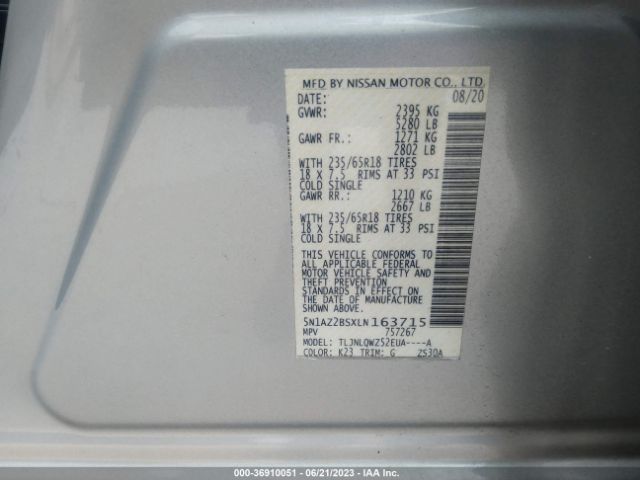 MFD BY NISSAN MOTOR CO., LTD.
DATE: 08/20
GVWR: 2395 KG
5280 LB
GAWR FR.: 1271 KG
2802 LB
WITH 235/65R18 TIRES
18 X 7.5 RIMS AT 33 PSI
COLD SINGLE
GAWR RR.: 1210 KG
2667 LB
WITH 235/65R18 TIRES
18 X 7.5 RIMS AT 33 PSI
COLD SINGLE
THIS VEHICLE CONFORMS TO
ALL APPLICABLE FEDERAL
MOTOR VEHICLE SAFETY AND
THEFT PREVENTION
STANDARDS IN EFFECT ON
THE DATE OF MANUFACTURE
SHOWN ABOVE.
5N1AZ2BSXLN163715
MPV 757267
MODEL: TLJNLQWZ52EUA----A
COLOR: K23 TRIM: G ZS30A
000-36910051 - 06/21/2023 - IAA Inc.